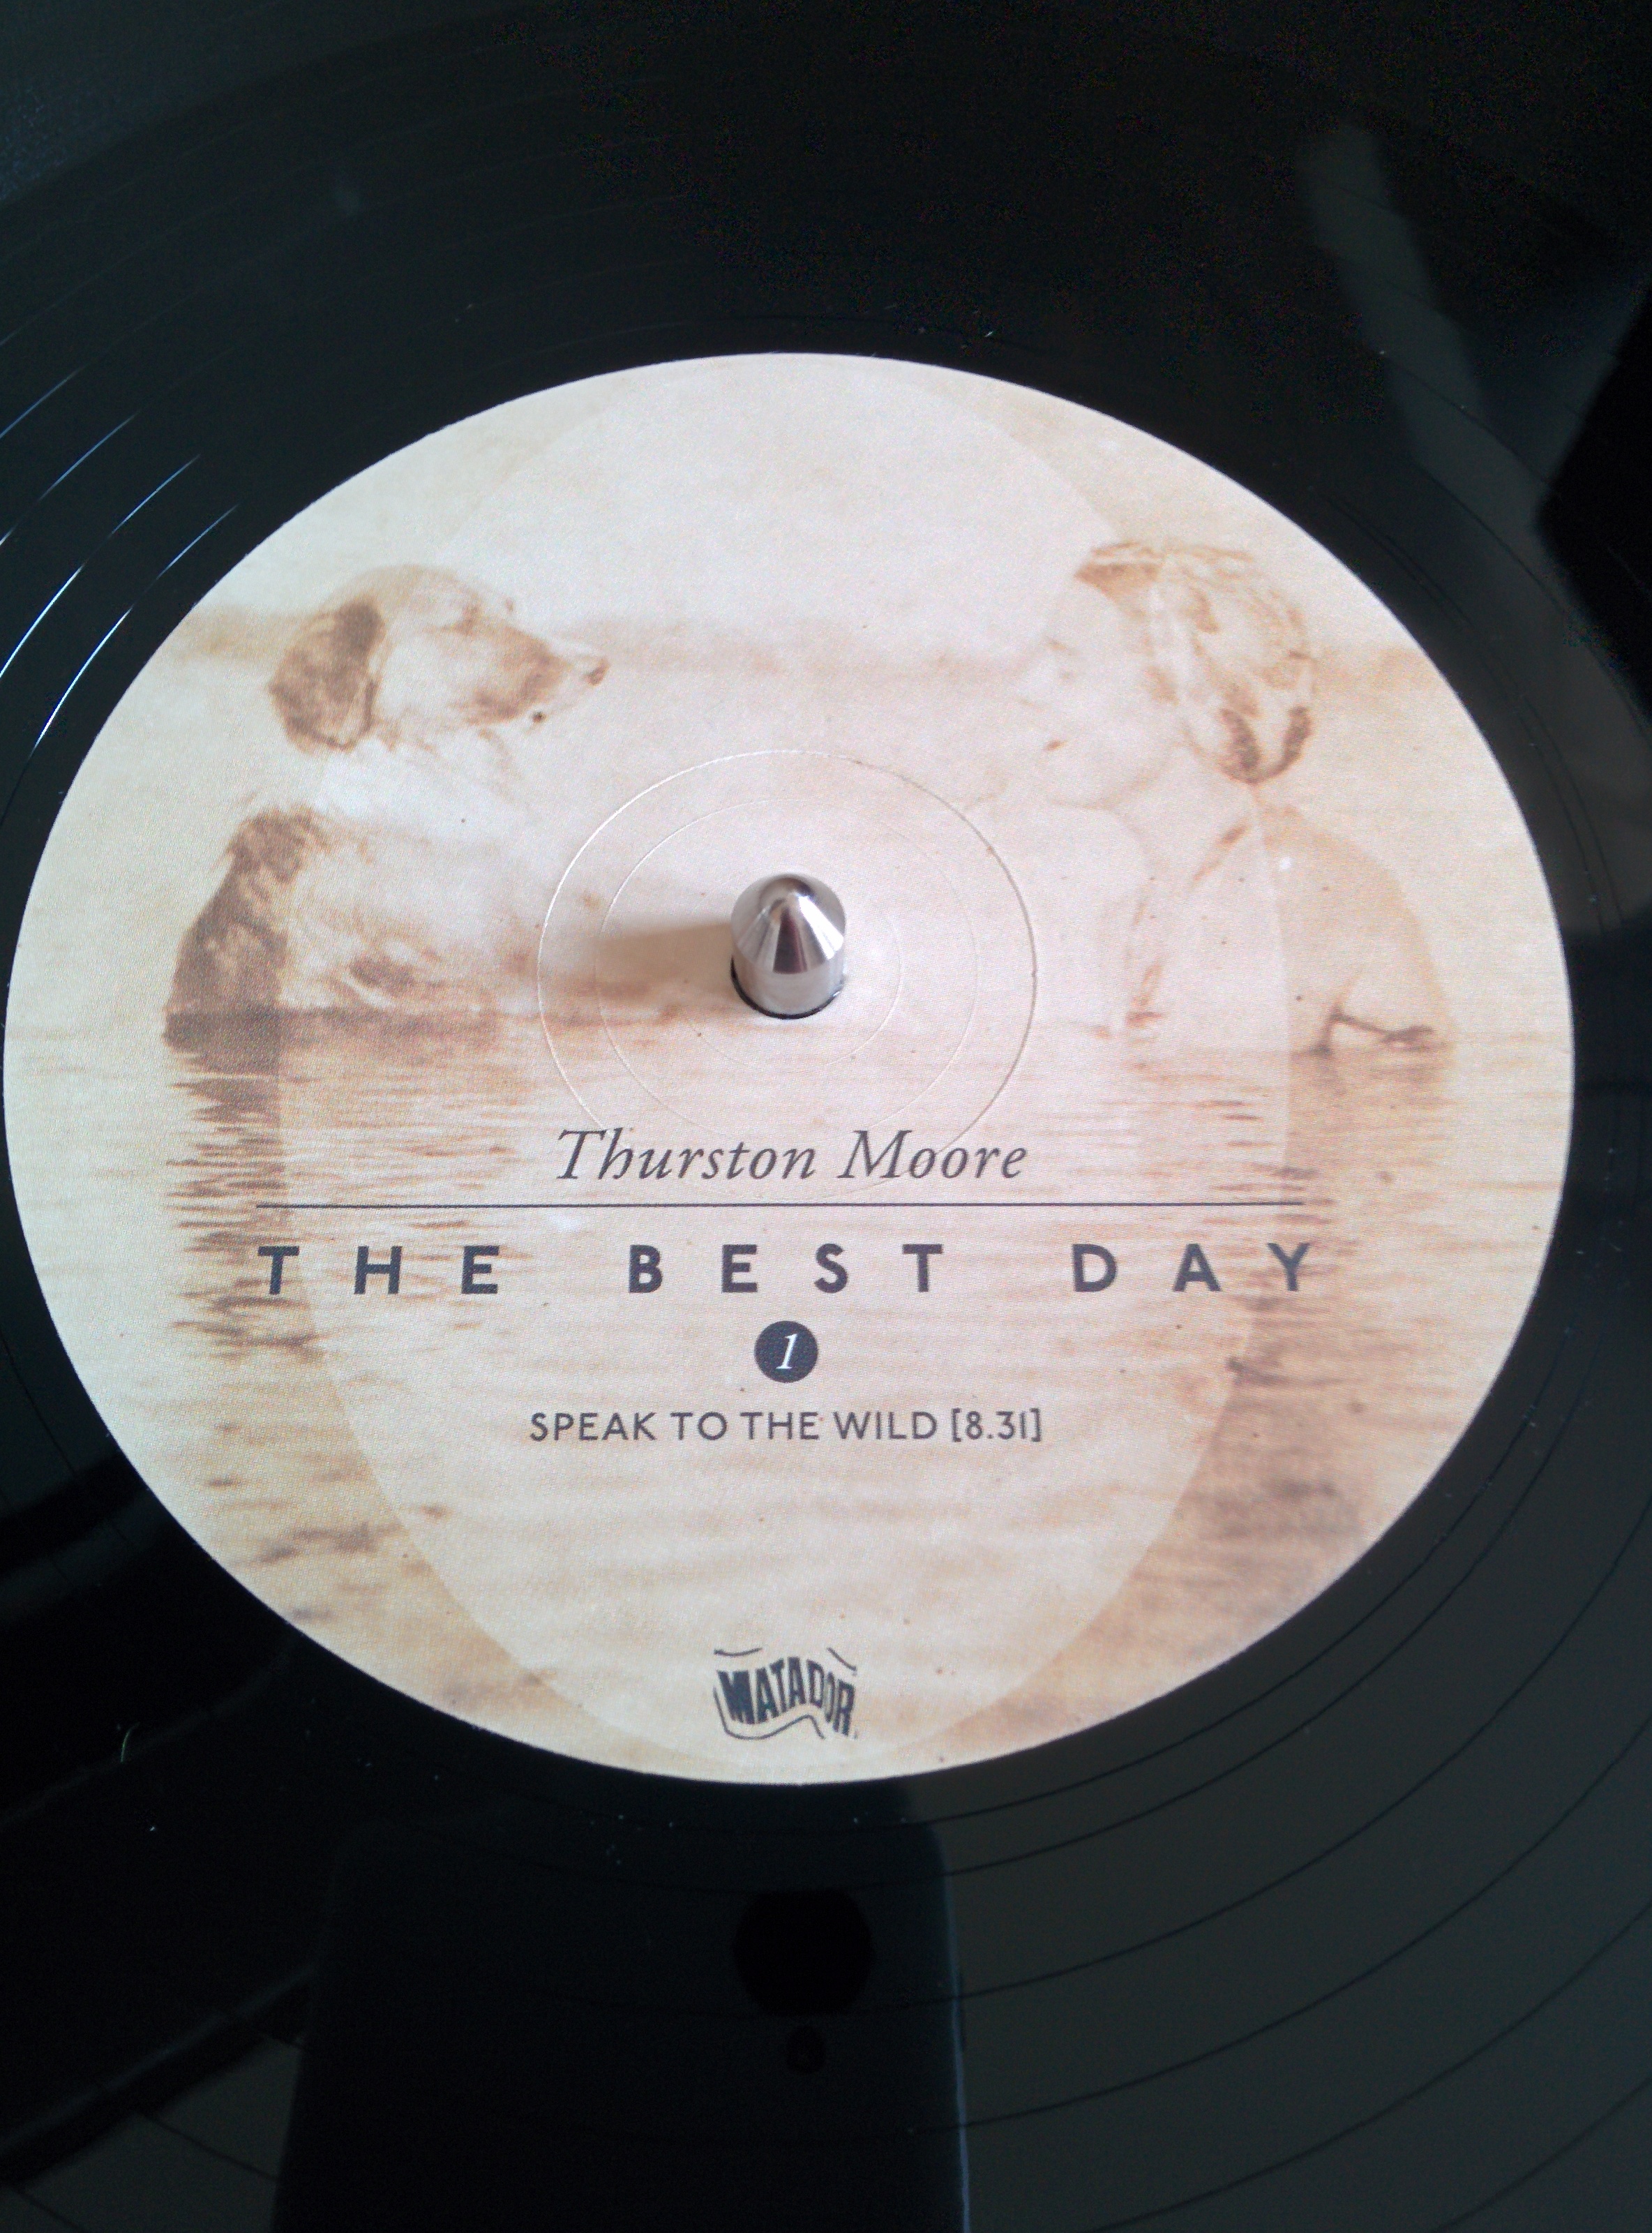 Thurston Moore
THE BEST DAY
1
SPEAK TO THE WILD [8.31]
MATADOR